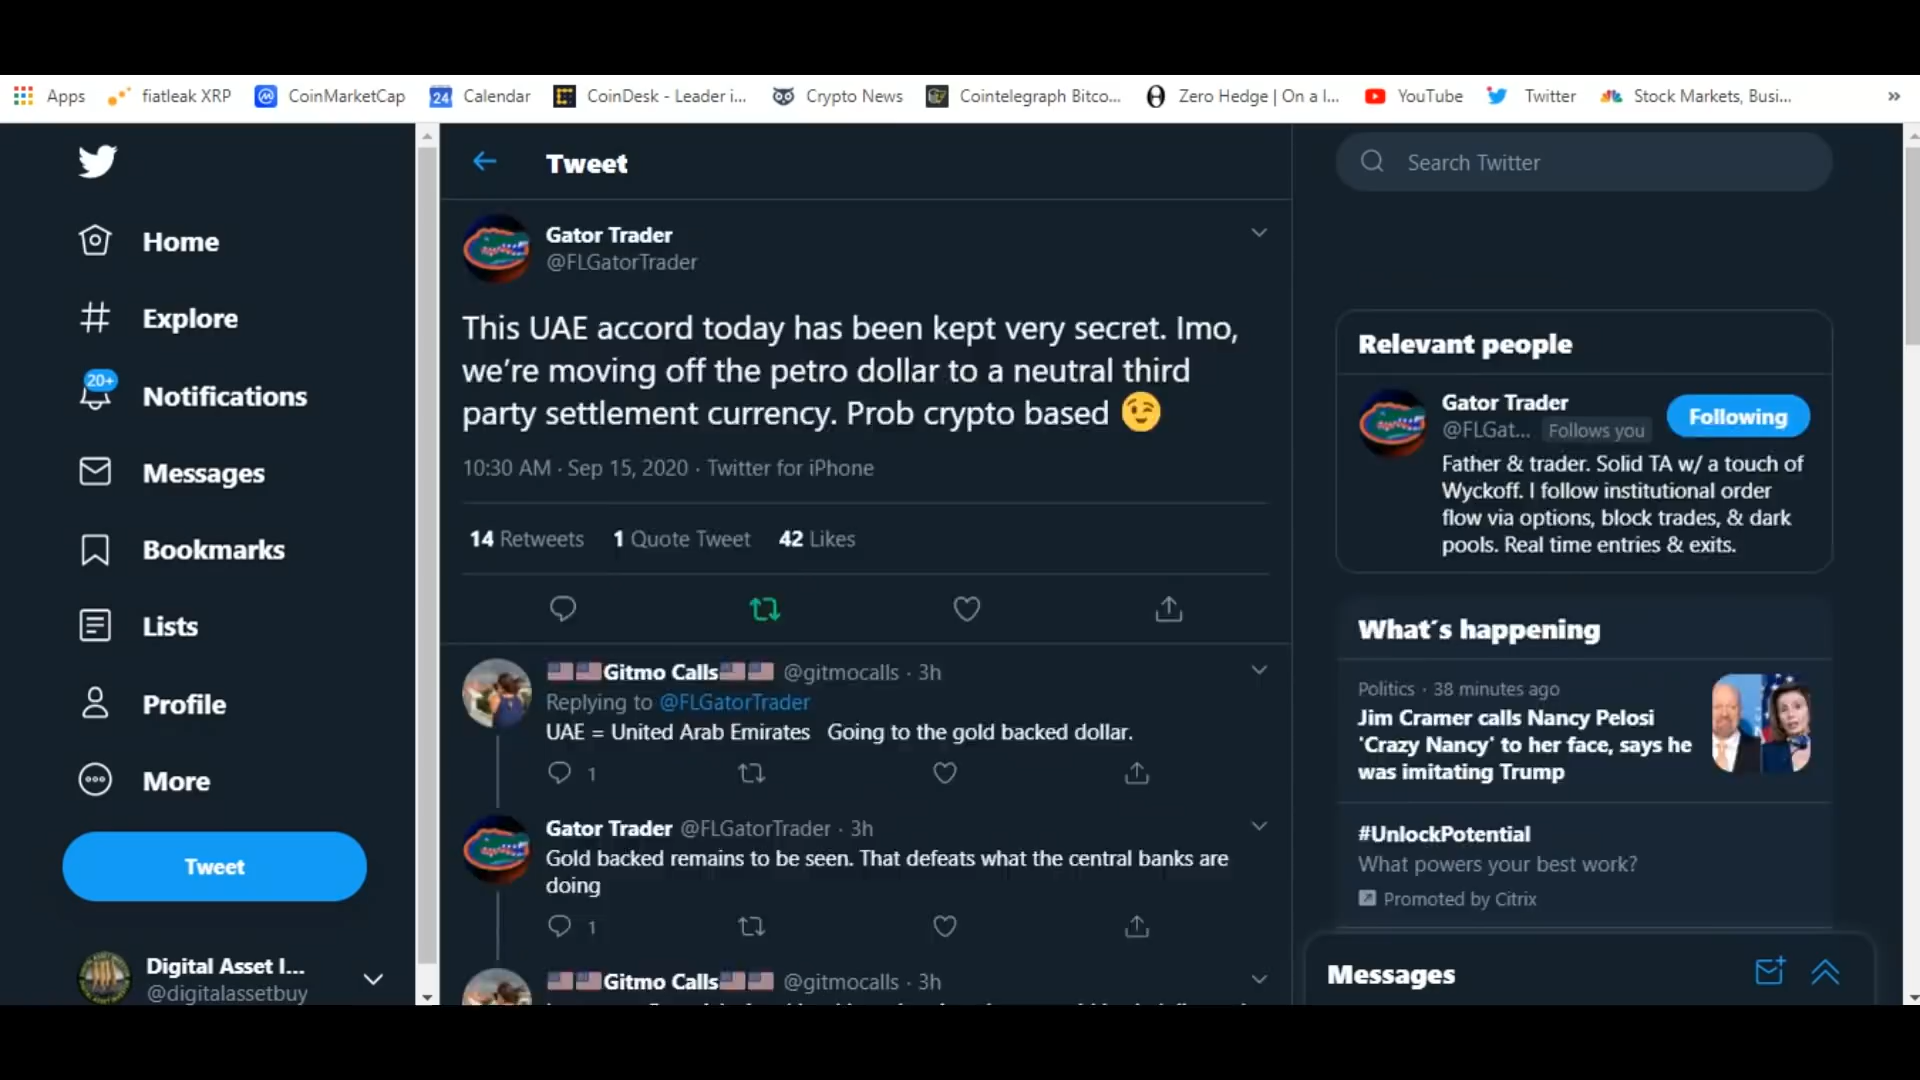 Apps
fiatleak XRP
CoinMarketCap
24
Calendar
CoinDesk - Leader i...
Crypto News
Cointelegraph Bitco...
Zero Hedge | On a l...
YouTube
Twitter
Stock Markets, Busi...
»
Home
Explore
20+
Notifications
Messages
Bookmarks
Lists
Profile
More
Tweet
Digital Asset I...
@digitalassetbuy
Tweet
Gator Trader
@FLGatorTrader
This UAE accord today has been kept very secret. Imo,
we’re moving off the petro dollar to a neutral third
party settlement currency. Prob crypto based 😉
10:30 AM · Sep 15, 2020 · Twitter for iPhone
14 Retweets 1 Quote Tweet 42 Likes
🇺🇸🇺🇸Gitmo Calls🇺🇸🇺🇸 @gitmocalls · 3h
Replying to @FLGatorTrader
UAE = United Arab Emirates Going to the gold backed dollar.
1
Gator Trader @FLGatorTrader · 3h
Gold backed remains to be seen. That defeats what the central banks are
doing
1
🇺🇸🇺🇸Gitmo Calls🇺🇸🇺🇸 @gitmocalls · 3h
Search Twitter
Relevant people
Gator Trader
@FLGat... Follows you
Following
Father & trader. Solid TA w/ a touch of
Wyckoff. I follow institutional order
flow via options, block trades, & dark
pools. Real time entries & exits.
What's happening
Politics · 38 minutes ago
Jim Cramer calls Nancy Pelosi
'Crazy Nancy' to her face, says he
was imitating Trump
#UnlockPotential
What powers your best work?
Promoted by Citrix
Messages